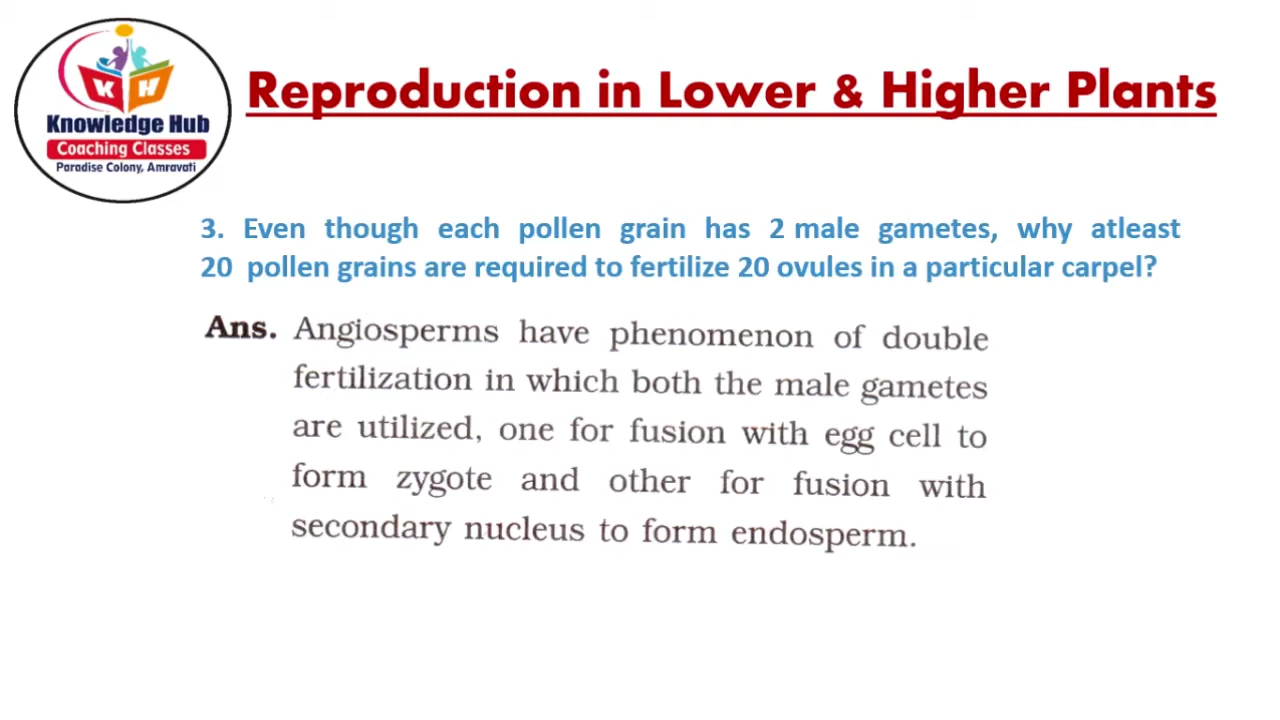 K H
Knowledge Hub
Coaching Classes
Paradise Colony, Amravati
Reproduction in Lower & Higher Plants
3. Even though each pollen grain has 2 male gametes, why atleast
20 pollen grains are required to fertilize 20 ovules in a particular carpel?
Ans. Angiosperms have phenomenon of double
fertilization in which both the male gametes
are utilized, one for fusion with egg cell to
form zygote and other for fusion with
secondary nucleus to form endosperm.